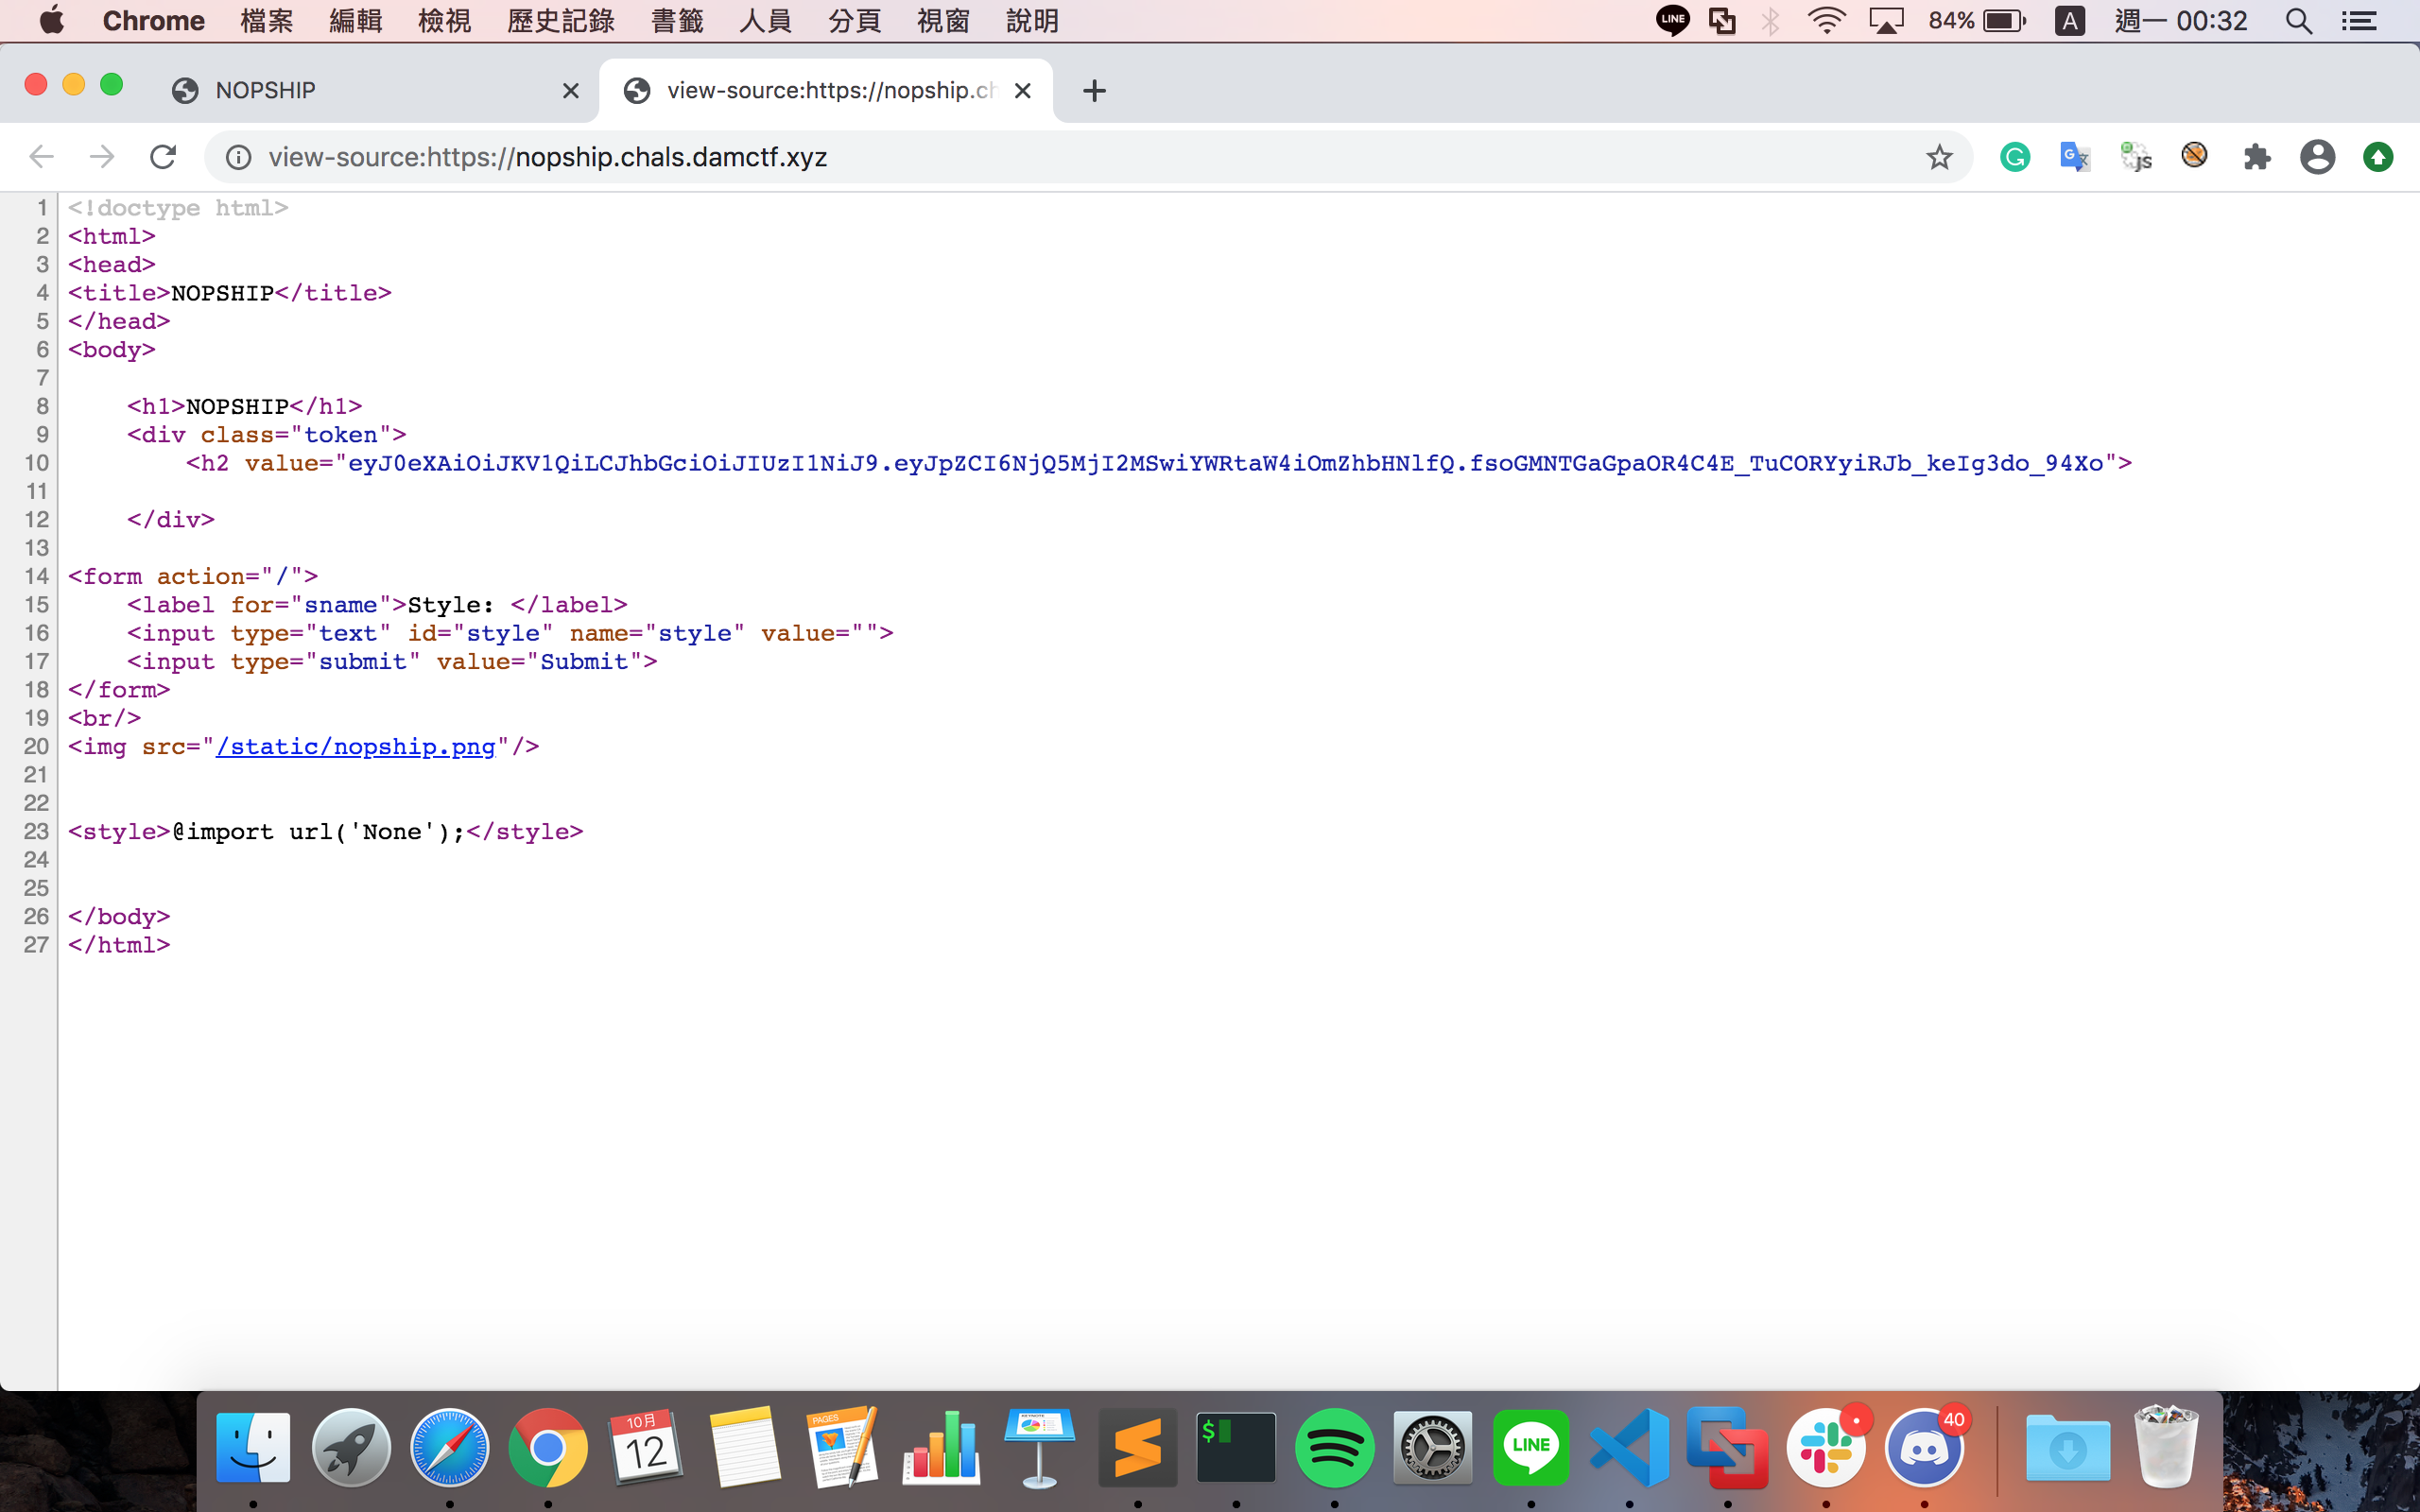 Chrome 檔案 編輯 檢視 歷史記錄 書籤 人員 分頁 視窗 說明 LINE 84% A 週一 00:32
NOPSHIP view-source:https://nopship.ch
view-source:https://nopship.chals.damctf.xyz
1 <!doctype html>
2 <html>
3 <head>
4 <title>NOPSHIP</title>
5 </head>
6 <body>
7
8 <h1>NOPSHIP</h1>
9 <div class="token">
10 <h2 value="eyJ0eXAiOiJKV1QiLCJhbGciOiJIUzI1NiJ9.eyJpZCI6NjQ5MjI2MSwiYWRtaW4iOmZhbHNlfQ.fsoGMNTGaGpaOR4C4E_TuCORYyiRJb_keIg3do_94Xo">
11
12 </div>
13
14 <form action="/">
15 <label for="sname">Style: </label>
16 <input type="text" id="style" name="style" value="">
17 <input type="submit" value="Submit">
18 </form>
19 <br/>
20 <img src="/static/nopship.png"/>
21
22
23 <style>@import url('None');</style>
24
25
26 </body>
27 </html>
10月
12
PAGES
$
LINE
40